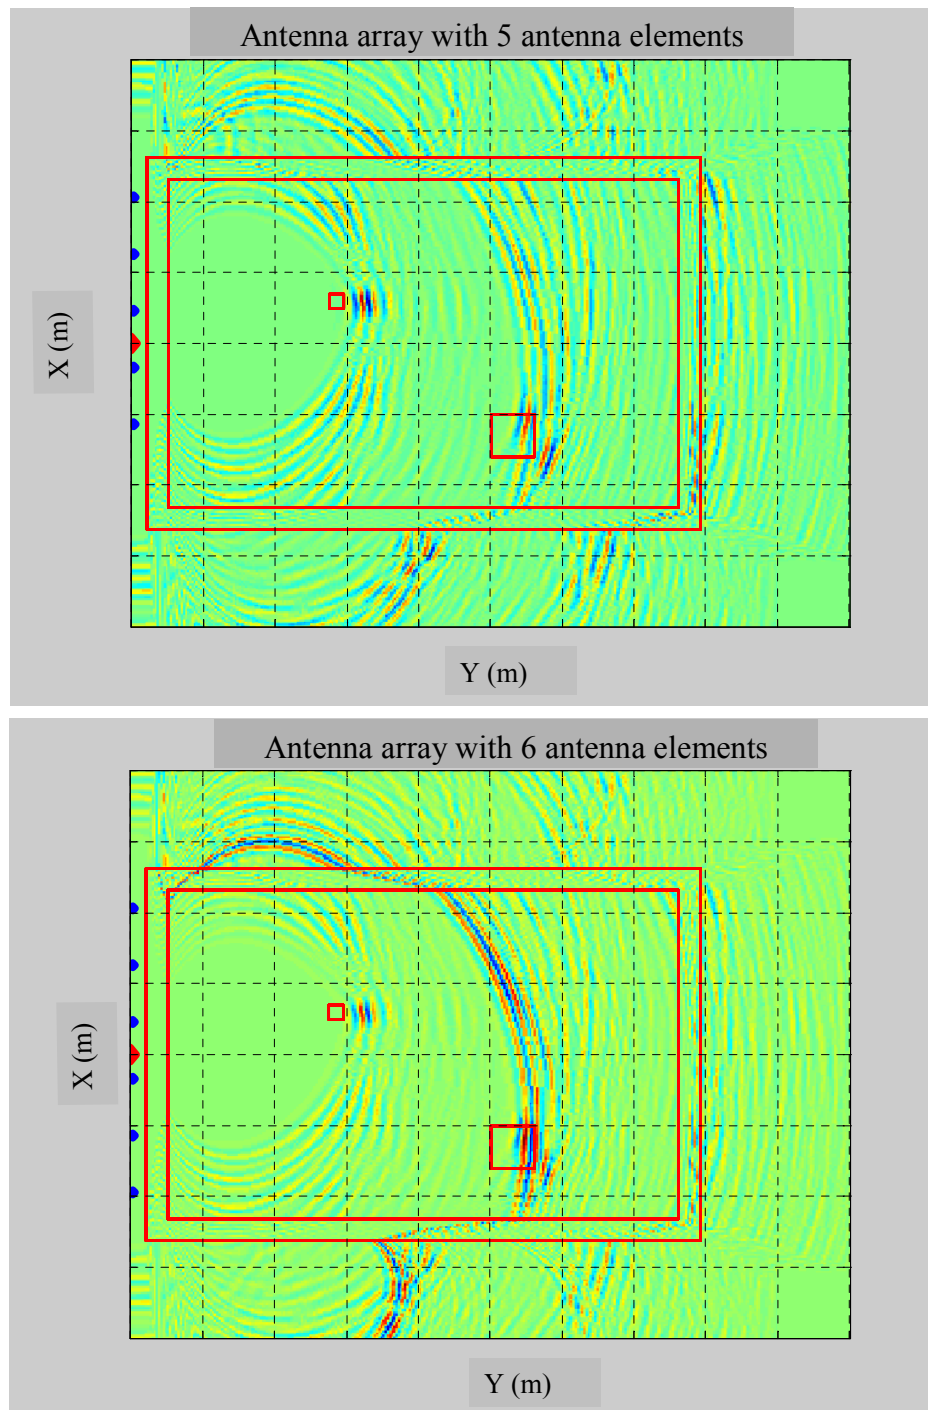 Antenna array with 5 antenna elements
X (m)
Y (m)
Antenna array with 6 antenna elements
X (m)
Y (m)